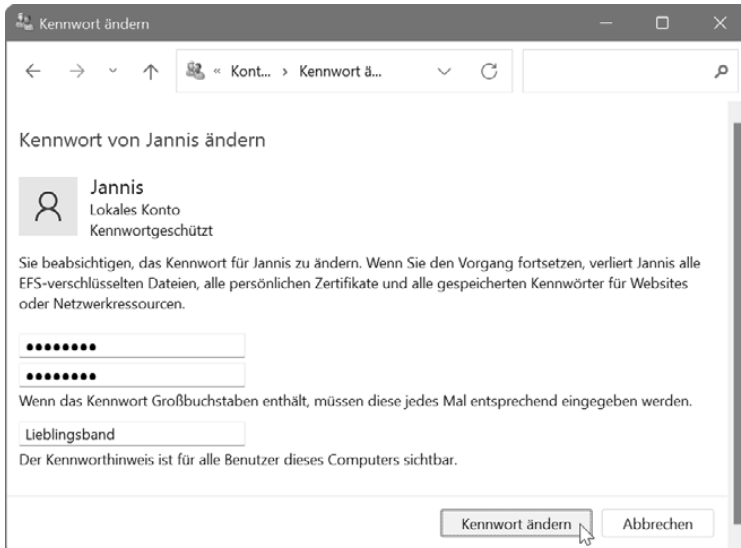 Kennwort ändern
« Kont... › Kennwort ä...
Kennwort von Jannis ändern
Jannis
Lokales Konto
Kennwortgeschützt
Sie beabsichtigen, das Kennwort für Jannis zu ändern. Wenn Sie den Vorgang fortsetzen, verliert Jannis alle
EFS-verschlüsselten Dateien, alle persönlichen Zertifikate und alle gespeicherten Kennwörter für Websites
oder Netzwerkressourcen.
●●●●●●●●
●●●●●●●●
Wenn das Kennwort Großbuchstaben enthält, müssen diese jedes Mal entsprechend eingegeben werden.
Lieblingsband
Der Kennworthinweis ist für alle Benutzer dieses Computers sichtbar.
Kennwort ändern Abbrechen